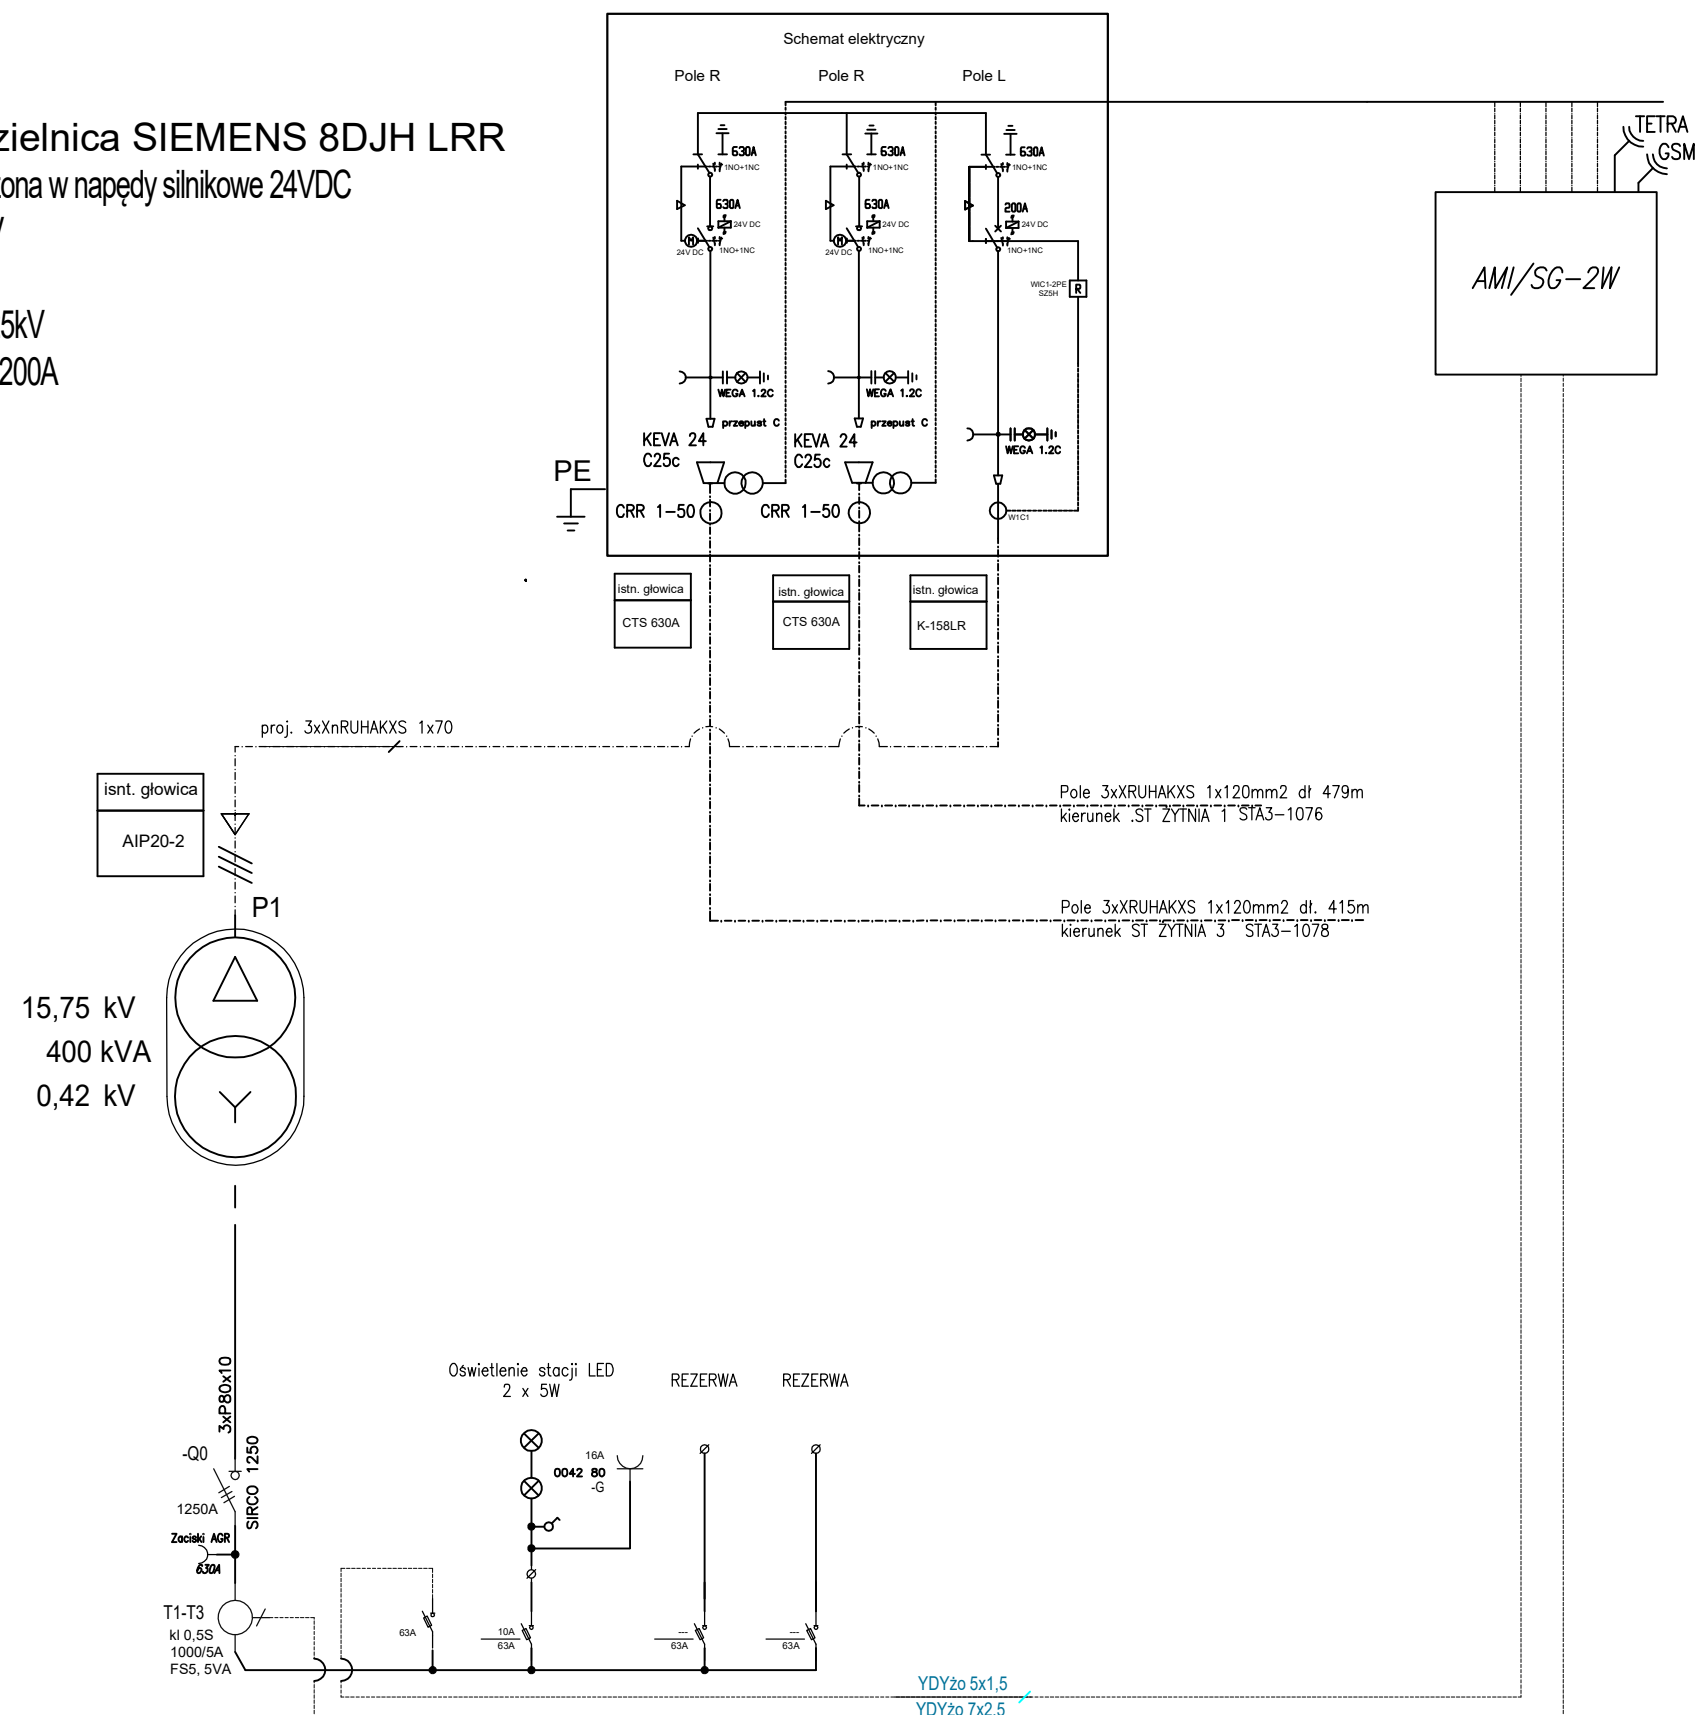 Schemat elektryczny
Pole R
Pole R
Pole L
zielnica SIEMENS 8DJH LRR
ona w napędy silnikowe 24VDC
5kV
200A
TETRA
GSM
AMI/SG-2W
630A
1NO+1NC
630A
24V DC
24V DC
1NO+1NC
630A
1NO+1NC
630A
24V DC
24V DC
1NO+1NC
630A
1NO+1NC
200A
24V DC
1NO+1NC
WIC1-2PE
SZ5H
R
M
M
WEGA 1.2C
WEGA 1.2C
WEGA 1.2C
przepust C
przepust C
KEVA 24
C25c
KEVA 24
C25c
PE
CRR 1-50
CRR 1-50
W1C1
istn. głowica
CTS 630A
istn. głowica
CTS 630A
istn. głowica
K-158LR
proj. 3xXnRUHAKXS 1x70
isnt. głowica
AIP20-2
Pole 3xXRUHAKXS 1x120mm2 dł 479m
kierunek .ST ŻYTNIA 1 STA3-1076
Pole 3xXRUHAKXS 1x120mm2 dł. 415m
kierunek ST ŻYTNIA 3 STA3-1078
P1
15,75 kV
400 kVA
0,42 kV
3xP80x10
SIRCO 1250
-Q0
1250A
Zaciski AGR
630A
T1-T3
kl 0,5S
1000/5A
FS5, 5VA
Oświetlenie stacji LED
2 x 5W
REZERWA
REZERWA
16A
0042 80
-G
63A
10A
63A
---
63A
---
63A
YDYżo 5x1,5
YDYżo 7x2,5